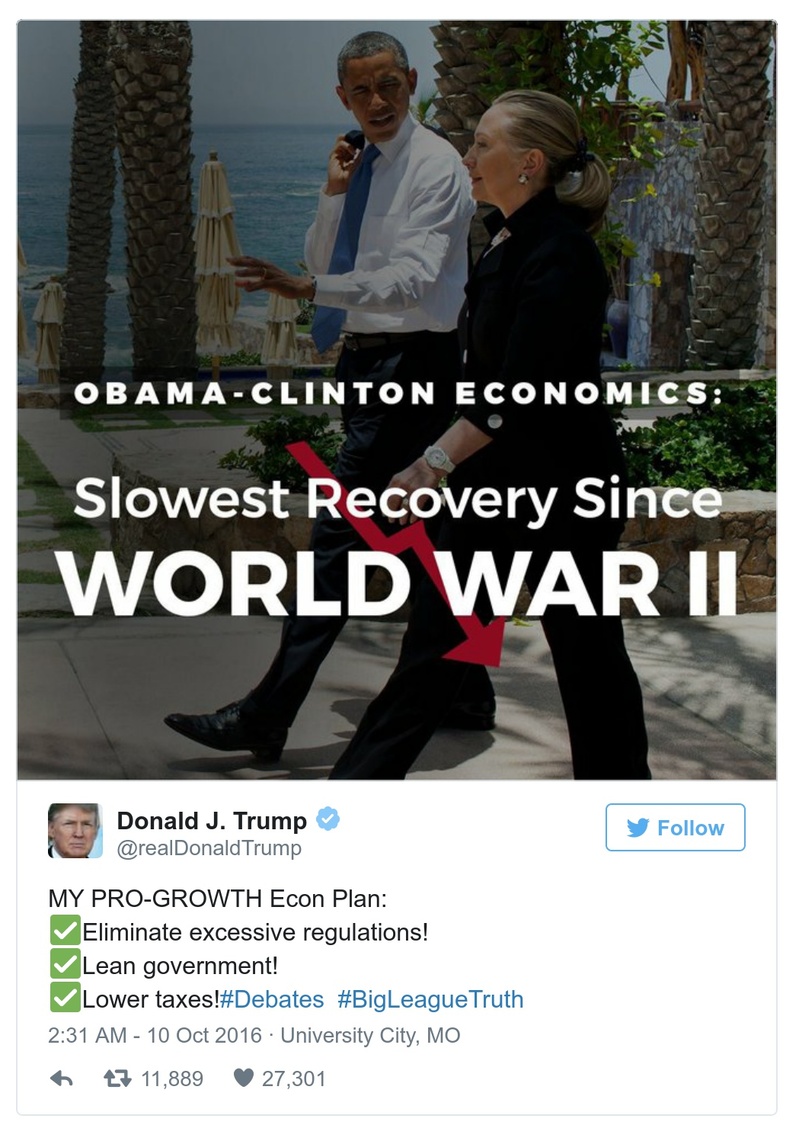 OBAMA-CLINTON ECONOMICS:
Slowest Recovery Since
WORLD WAR II
Donald J. Trump
@realDonaldTrump
Follow
MY PRO-GROWTH Econ Plan:
✅Eliminate excessive regulations!
✅Lean government!
✅Lower taxes!#Debates #BigLeagueTruth
2:31 AM - 10 Oct 2016 · University City, MO
11,889 27,301